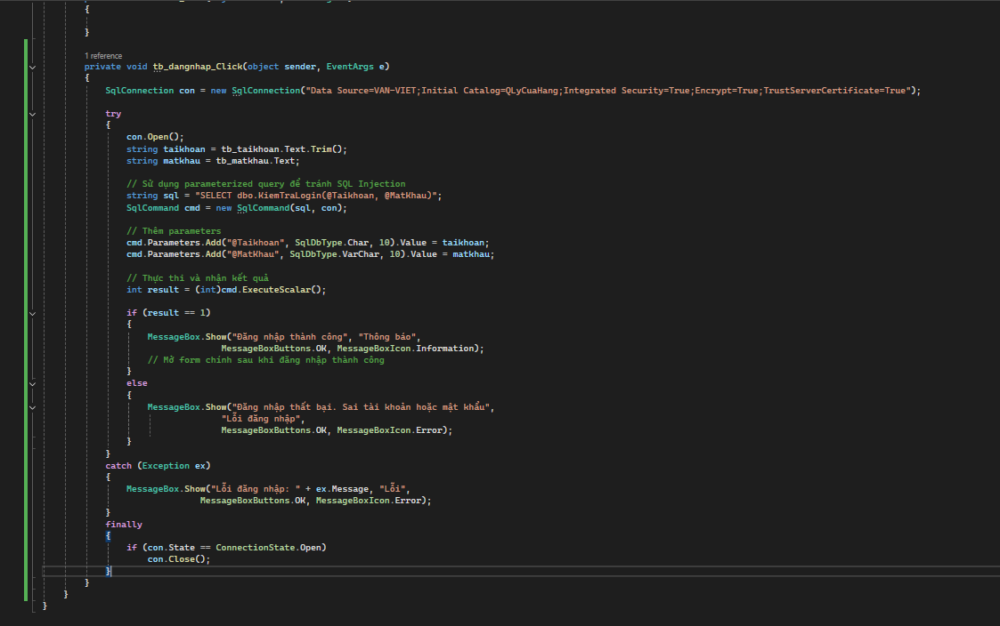 {
}
1 reference
private void tb_dangnhap_Click(object sender, EventArgs e)
{
SqlConnection con = new SqlConnection("Data Source=VAN-VIET;Initial Catalog=QLyCuaHang;Integrated Security=True;Encrypt=True;TrustServerCertificate=True");
try
{
con.Open();
string taikhoan = tb_taikhoan.Text.Trim();
string matkhau = tb_matkhau.Text;
// Sử dụng parameterized query để tránh SQL Injection
string sql = "SELECT dbo.KiemTraLogin(@Taikhoan, @MatKhau)";
SqlCommand cmd = new SqlCommand(sql, con);
// Thêm parameters
cmd.Parameters.Add("@Taikhoan", SqlDbType.Char, 10).Value = taikhoan;
cmd.Parameters.Add("@MatKhau", SqlDbType.VarChar, 10).Value = matkhau;
// Thực thi và nhận kết quả
int result = (int)cmd.ExecuteScalar();
if (result == 1)
{
MessageBox.Show("Đăng nhập thành công", "Thông báo",
MessageBoxButtons.OK, MessageBoxIcon.Information);
// Mở form chính sau khi đăng nhập thành công
}
else
{
MessageBox.Show("Đăng nhập thất bại. Sai tài khoản hoặc mật khẩu",
"Lỗi đăng nhập",
MessageBoxButtons.OK, MessageBoxIcon.Error);
}
}
catch (Exception ex)
{
MessageBox.Show("Lỗi đăng nhập: " + ex.Message, "Lỗi",
MessageBoxButtons.OK, MessageBoxIcon.Error);
}
finally
{
if (con.State == ConnectionState.Open)
con.Close();
}
}
}
}